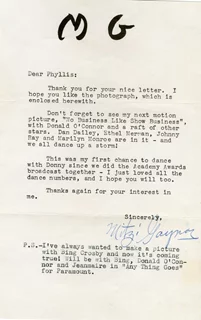 MG
Dear Phyllis:
Thank you for your nice letter. I
hope you like the photograph, which is
enclosed herewith.
Don't forget to see my next motion
picture, "No Business Like Show Business",
with Donald O'Connor and a raft of other
stars. Dan Dailey, Ethel Merman, Johnny
Ray and Marilyn Monroe are in it - and
we all dance up a storm!
This was my first chance to dance
with Donny since we did the Academy Awards
broadcast together - I just loved all the
dance numbers, and I hope you will too.
Thanks again for your interest in
me.
Sincerely,
Mitzi Gaynor
P.S.-I've always wanted to make a picture
with Bing Crosby and now it's coming
true! Will be with Bing, Donald O'Con-
nor and Jeanmaire in "Any Thing Goes"
for Paramount.